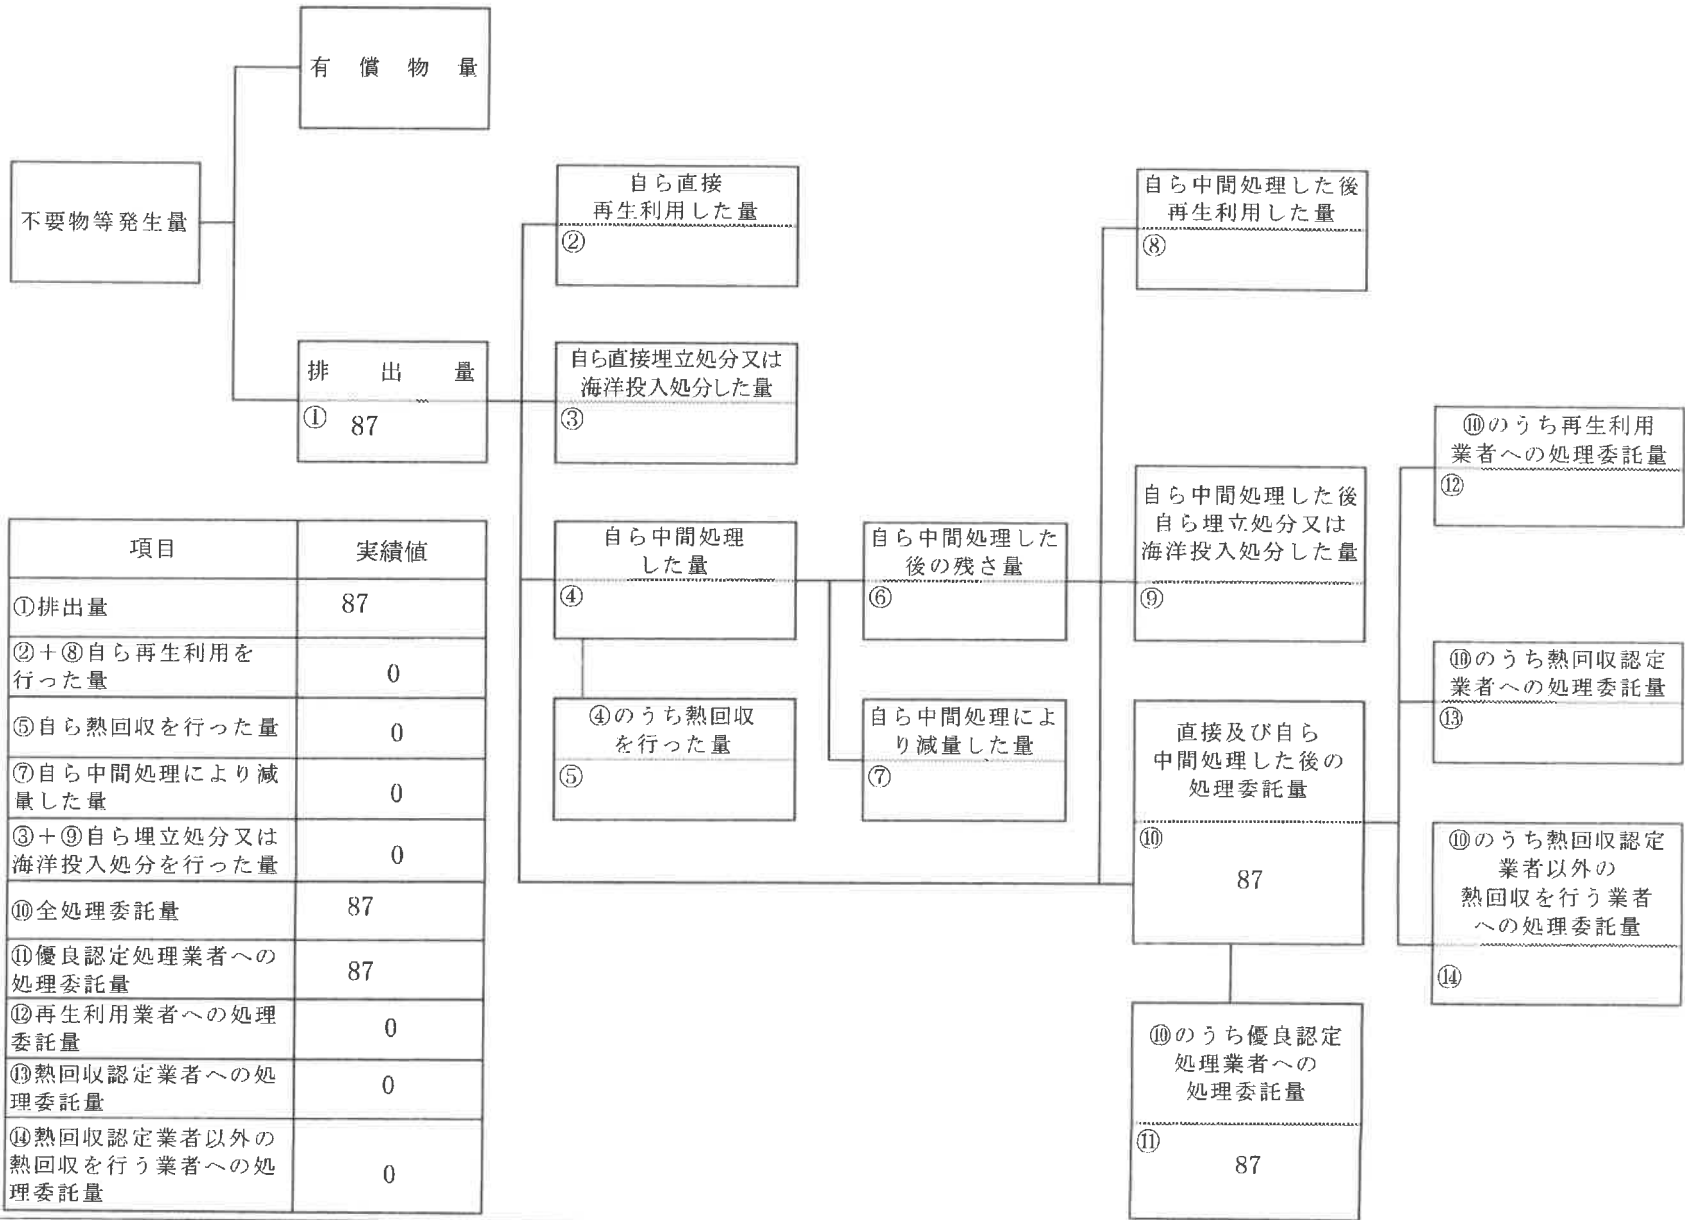 有償物量
不要物等発生量
排出量
① 87
自ら直接
再生利用した量
②
自ら直接埋立処分又は
海洋投入処分した量
③
自ら中間処理
した量
④
④のうち熱回収
を行った量
⑤
自ら中間処理した
後の残さ量
⑥
自ら中間処理によ
り減量した量
⑦
自ら中間処理した後
再生利用した量
⑧
自ら中間処理した後
自ら埋立処分又は
海洋投入処分した量
⑨
直接及び自ら
中間処理した後の
処理委託量
⑩
87
⑩のうち優良認定
処理業者への
処理委託量
⑪
87
⑩のうち再生利用
業者への処理委託量
⑫
⑩のうち熱回収認定
業者への処理委託量
⑬
⑩のうち熱回収認定
業者以外の
熱回収を行う業者
への処理委託量
⑭
項目 実績値
①排出量 87
②+⑧自ら再生利用を
行った量 0
⑤自ら熱回収を行った量 0
⑦自ら中間処理により減
量した量 0
③+⑨自ら埋立処分又は
海洋投入処分を行った量 0
⑩全処理委託量 87
⑪優良認定処理業者への
処理委託量 87
⑫再生利用業者への処理
委託量 0
⑬熱回収認定業者への処
理委託量 0
⑭熱回収認定業者以外の
熱回収を行う業者への処
理委託量 0